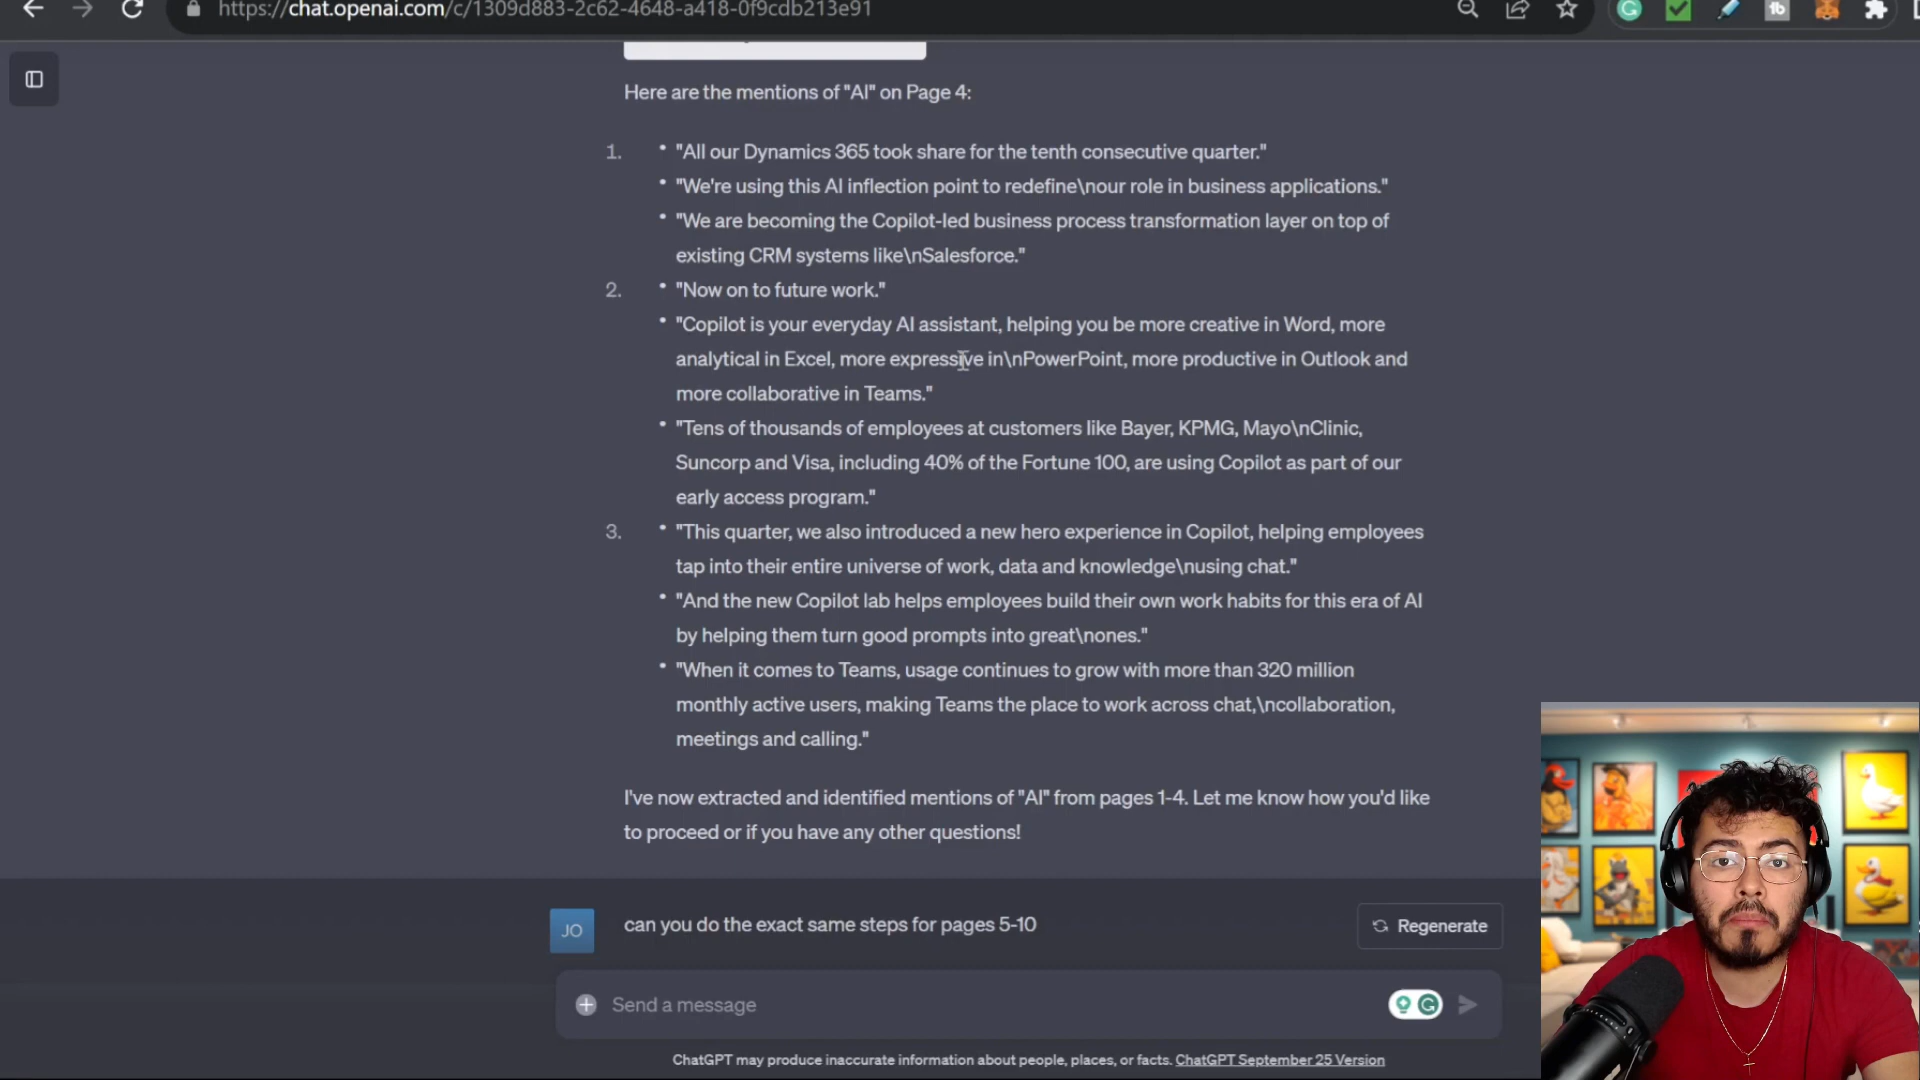 https://chat.openai.com/c/1309d883-2c62-4648-a418-0f9cdb213e91
Here are the mentions of "AI" on Page 4:
1. • "All our Dynamics 365 took share for the tenth consecutive quarter."
• "We're using this AI inflection point to redefine\nour role in business applications."
• "We are becoming the Copilot-led business process transformation layer on top of
existing CRM systems like\nSalesforce."
2. • "Now on to future work."
• "Copilot is your everyday AI assistant, helping you be more creative in Word, more
analytical in Excel, more expressive in\nPowerPoint, more productive in Outlook and
more collaborative in Teams."
• "Tens of thousands of employees at customers like Bayer, KPMG, Mayo\nClinic,
Suncorp and Visa, including 40% of the Fortune 100, are using Copilot as part of our
early access program."
3. • "This quarter, we also introduced a new hero experience in Copilot, helping employees
tap into their entire universe of work, data and knowledge\nusing chat."
• "And the new Copilot lab helps employees build their own work habits for this era of AI
by helping them turn good prompts into great\nones."
• "When it comes to Teams, usage continues to grow with more than 320 million
monthly active users, making Teams the place to work across chat,\ncollaboration,
meetings and calling."
I've now extracted and identified mentions of "AI" from pages 1-4. Let me know how you'd like
to proceed or if you have any other questions!
JO
can you do the exact same steps for pages 5-10
Regenerate
Send a message
ChatGPT may produce inaccurate information about people, places, or facts. ChatGPT September 25 Version